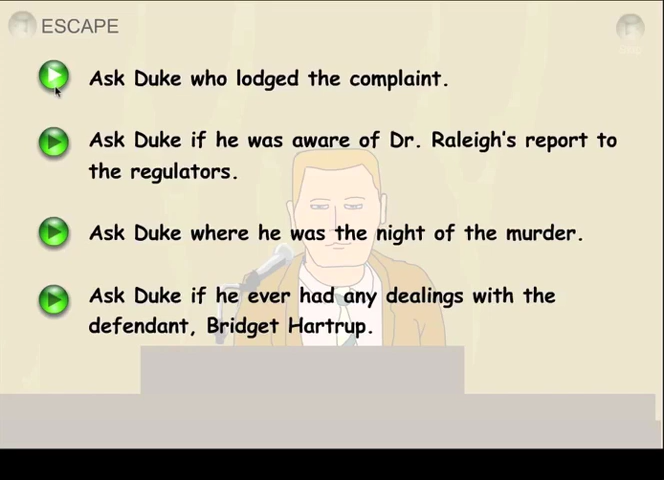 ESCAPE
Ask Duke who lodged the complaint.
Ask Duke if he was aware of Dr. Raleigh's report to
the regulators.
Ask Duke where he was the night of the murder.
Ask Duke if he ever had any dealings with the
defendant, Bridget Hartrup.